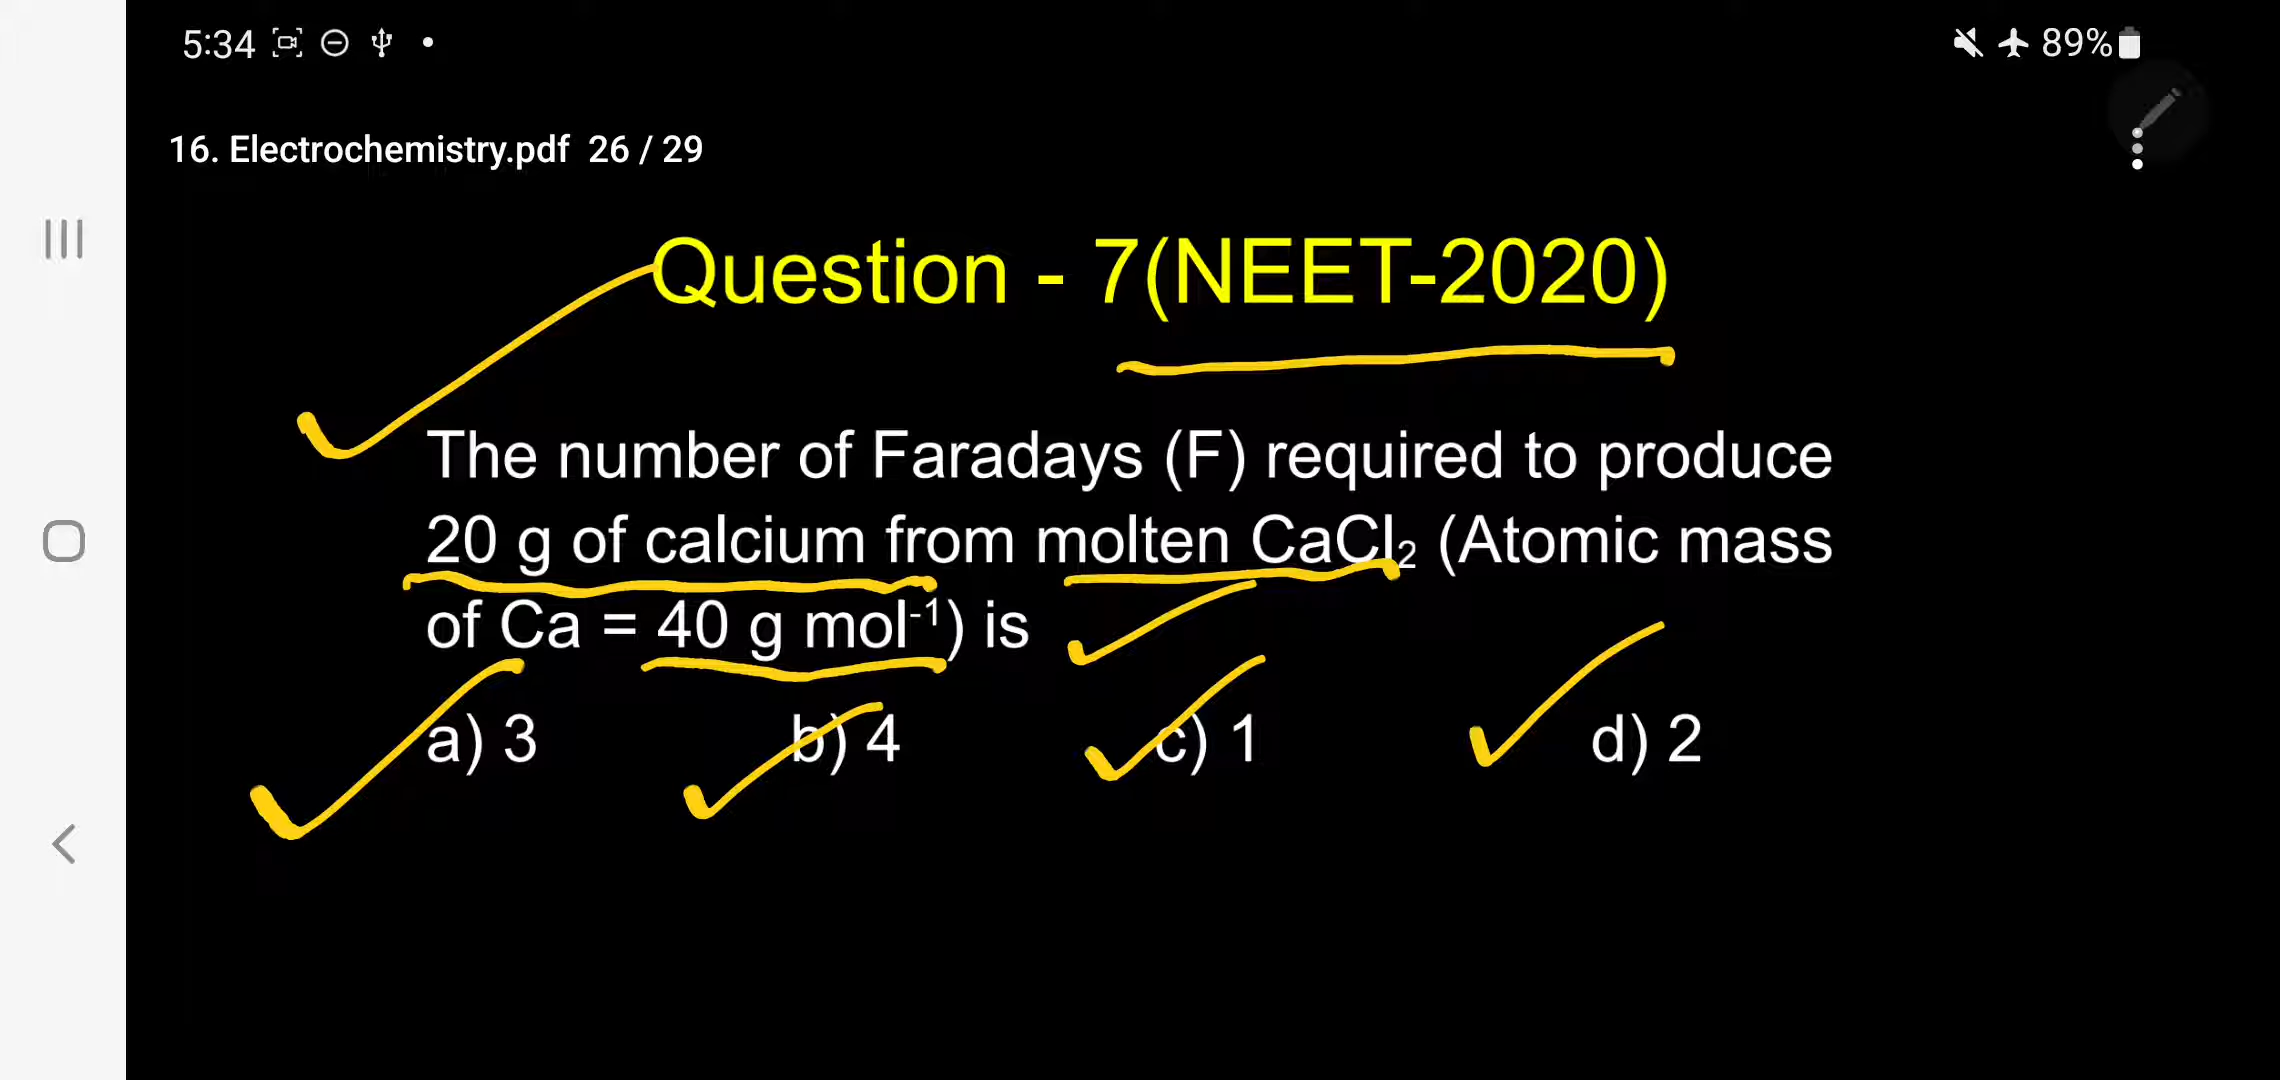 5:34
89%
16. Electrochemistry.pdf 26 / 29
Question - 7(NEET-2020)
The number of Faradays (F) required to produce
20 g of calcium from molten CaCl₂ (Atomic mass
of Ca = 40 g mol⁻¹) is
a) 3 b) 4 c) 1 d) 2